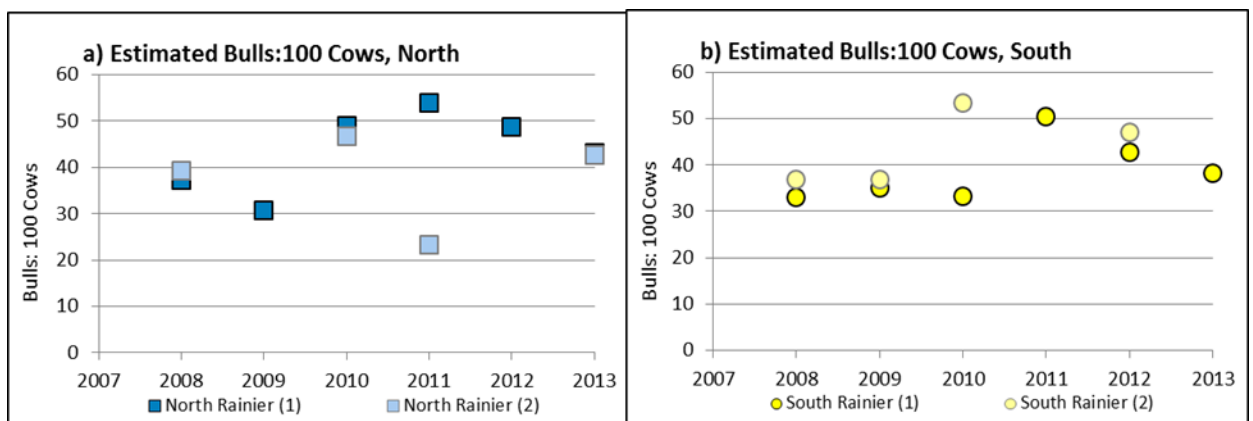 a) Estimated Bulls:100 Cows, North
60
50
40
30
20
10
0
Bulls: 100 Cows
2007 2008 2009 2010 2011 2012 2013
North Rainier (1) North Rainier (2)
b) Estimated Bulls:100 Cows, South
60
50
40
30
20
10
0
Bulls: 100 Cows
2007 2008 2009 2010 2011 2012 2013
South Rainier (1) South Rainier (2)